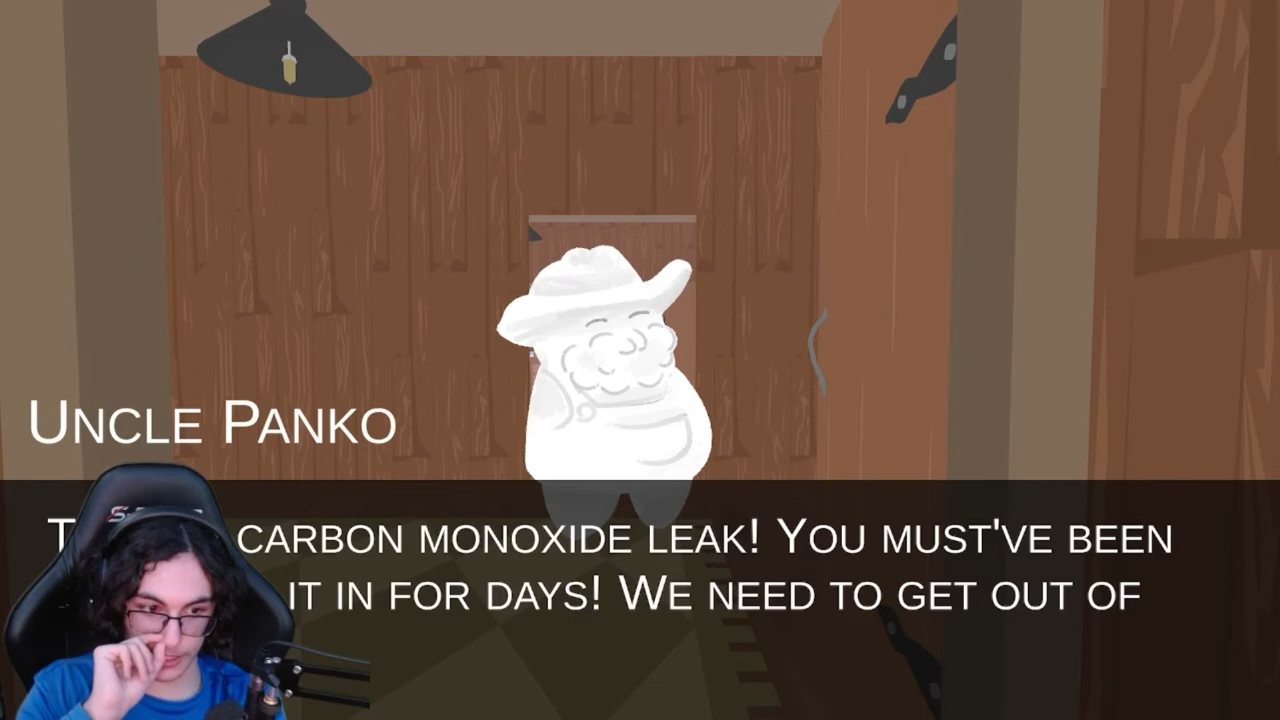 Uncle Panko
carbon monoxide leak! You must've been
it in for days! We need to get out of